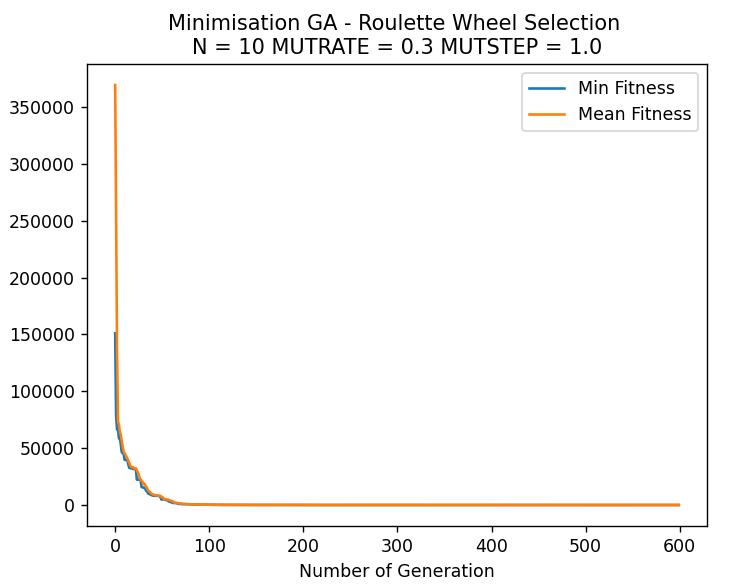 Minimisation GA - Roulette Wheel Selection
N = 10 MUTRATE = 0.3 MUTSTEP = 1.0
Min Fitness
Mean Fitness
350000
300000
250000
200000
150000
100000
50000
0
0 100 200 300 400 500 600
Number of Generation